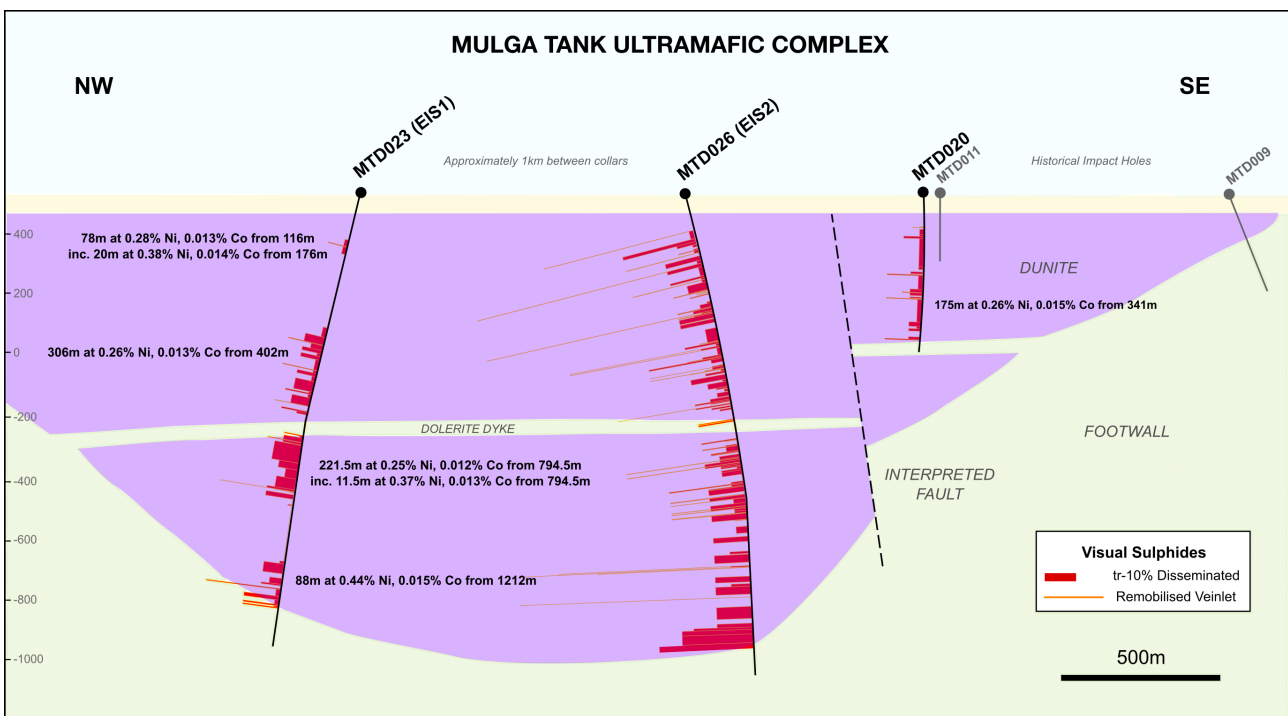 MULGA TANK ULTRAMAFIC COMPLEX
NW
SE
MTD023 (EIS1)
Approximately 1km between collars
MTD026 (EIS2)
MTD020
MTD011
Historical Impact Holes
MTD009
400
200
0
-200
-400
-600
-800
-1000
78m at 0.28% Ni, 0.013% Co from 116m
inc. 20m at 0.38% Ni, 0.014% Co from 176m
306m at 0.26% Ni, 0.013% Co from 402m
DUNITE
175m at 0.26% Ni, 0.015% Co from 341m
DOLERITE DYKE
FOOTWALL
221.5m at 0.25% Ni, 0.012% Co from 794.5m
inc. 11.5m at 0.37% Ni, 0.013% Co from 794.5m
INTERPRETED
FAULT
88m at 0.44% Ni, 0.015% Co from 1212m
Visual Sulphides
tr-10% Disseminated
Remobilised Veinlet
500m